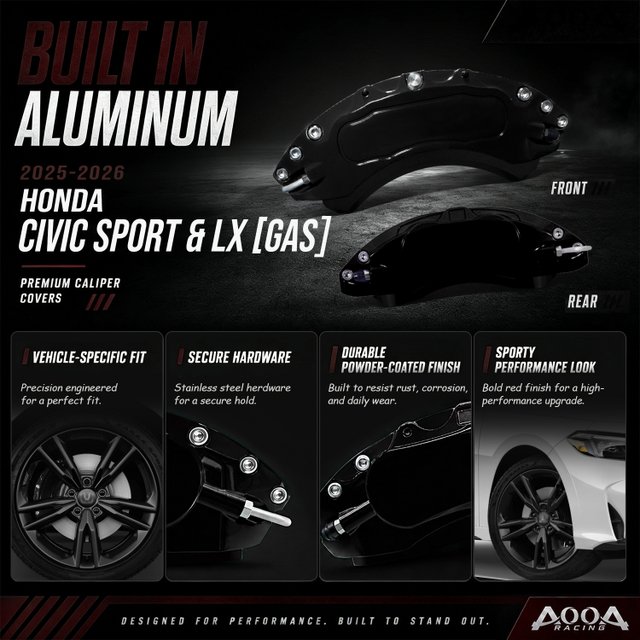 BUILT IN
ALUMINUM
2025-2026
HONDA
CIVIC SPORT & LX [GAS]
PREMIUM CALIPER
COVERS
FRONT
REAR
VEHICLE-SPECIFIC FIT
Precision engineered
for a perfect fit.
SECURE HARDWARE
Stainless steel herdware
for a secure hold.
DURABLE
POWDER-COATED FINISH
Built to resist rust, corrosion,
and daily wear.
SPORTY
PERFORMANCE LOOK
Bold red finish for a high-
performance upgrade.
DESIGNED FOR PERFORMANCE. BUILT TO STAND OUT.
AOOA
RACING